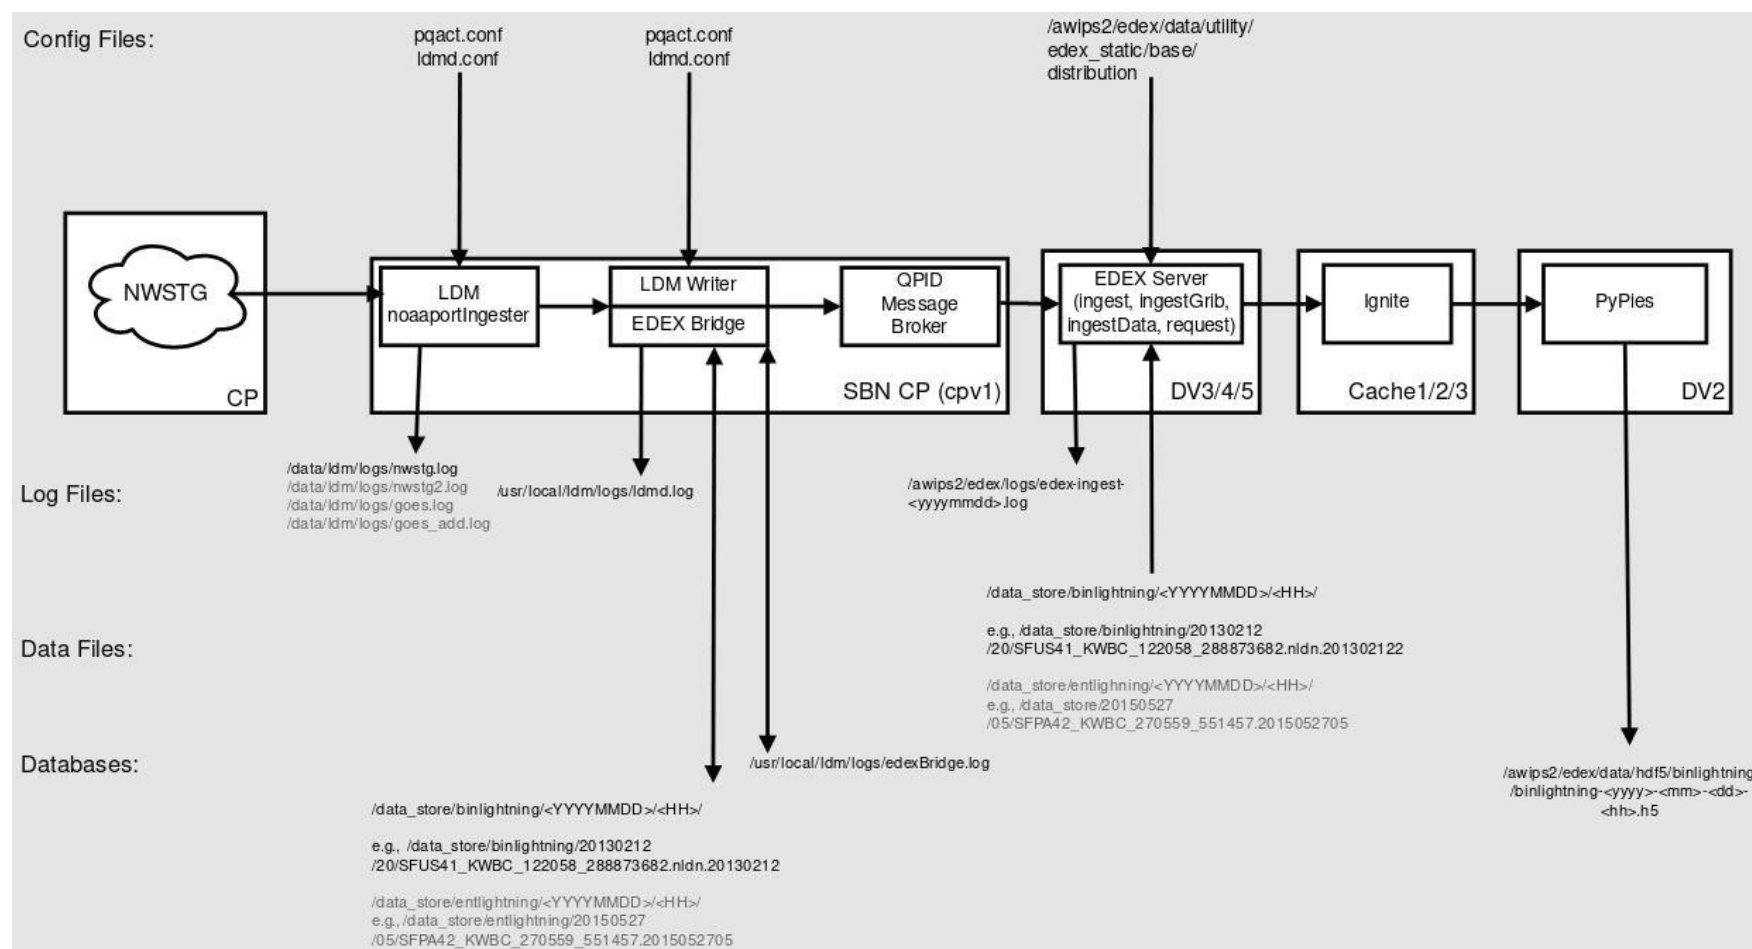 Config Files:
pqact.conf
ldmd.conf
pqact.conf
ldmd.conf
/awips2/edex/data/utility/
edex_static/base/
distribution
NWSTG
CP
LDM
noaaportIngester
LDM Writer
EDEX Bridge
QPID
Message
Broker
SBN CP (cpv1)
EDEX Server
(ingest, ingestGrib,
ingestData, request)
DV3/4/5
Ignite
Cache1/2/3
PyPies
DV2
Log Files:
/data/ldm/logs/nwstg.log
/data/ldm/logs/nwstg2.log
/data/ldm/logs/goes.log
/data/ldm/logs/goes_add.log
/usr/local/ldm/logs/ldmd.log
/awips2/edex/logs/edex-ingest-
<yyyymmdd>.log
Data Files:
/data_store/binlightning/<YYYYMMDD>/<HH>/
e.g., /data_store/binlightning/20130212
/20/SFUS41_KWBC_122058_288873682.nldn.201302122
/data_store/entlighning/<YYYYMMDD>/<HH>/
e.g., /data_store/20150527
/05/SFPA42_KWBC_270559_551457.2015052705
Databases:
/usr/local/ldm/logs/edexBridge.log
/data_store/binlightning/<YYYYMMDD>/<HH>/
e.g., /data_store/binlightning/20130212
/20/SFUS41_KWBC_122058_288873682.nldn.20130212
/data_store/entlightning/<YYYYMMDD>/<HH>/
e.g., /data_store/entlightning/20150527
/05/SFPA42_KWBC_270559_551457.2015052705
/awips2/edex/data/hdf5/binlightning
/binlightning-<yyyy>-<mm>-<dd>-
<hh>.h5